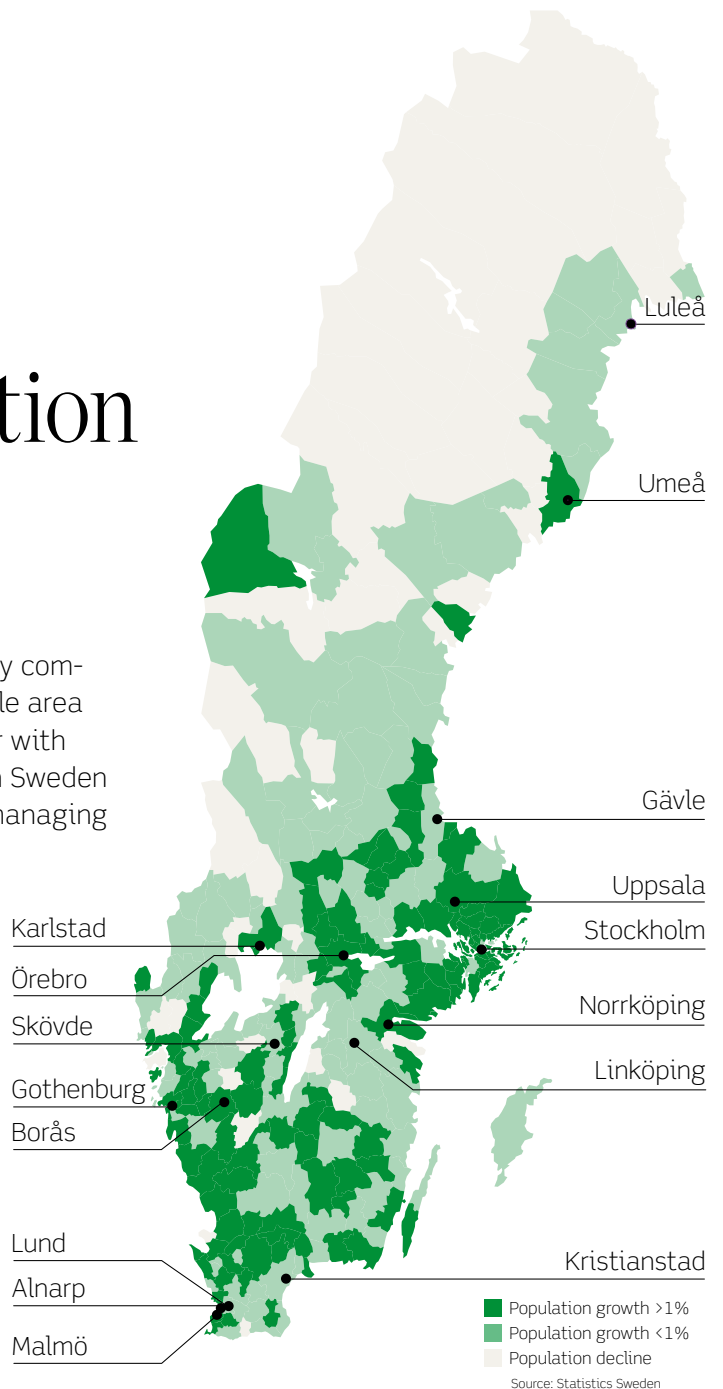 tion
y com-
le area
r with
n Sweden
managing
Luleå
Umeå
Gävle
Uppsala
Stockholm
Karlstad
Örebro
Norrköping
Skövde
Linköping
Gothenburg
Borås
Lund
Kristianstad
Alnarp
Malmö
Population growth >1%
Population growth <1%
Population decline
Source: Statistics Sweden